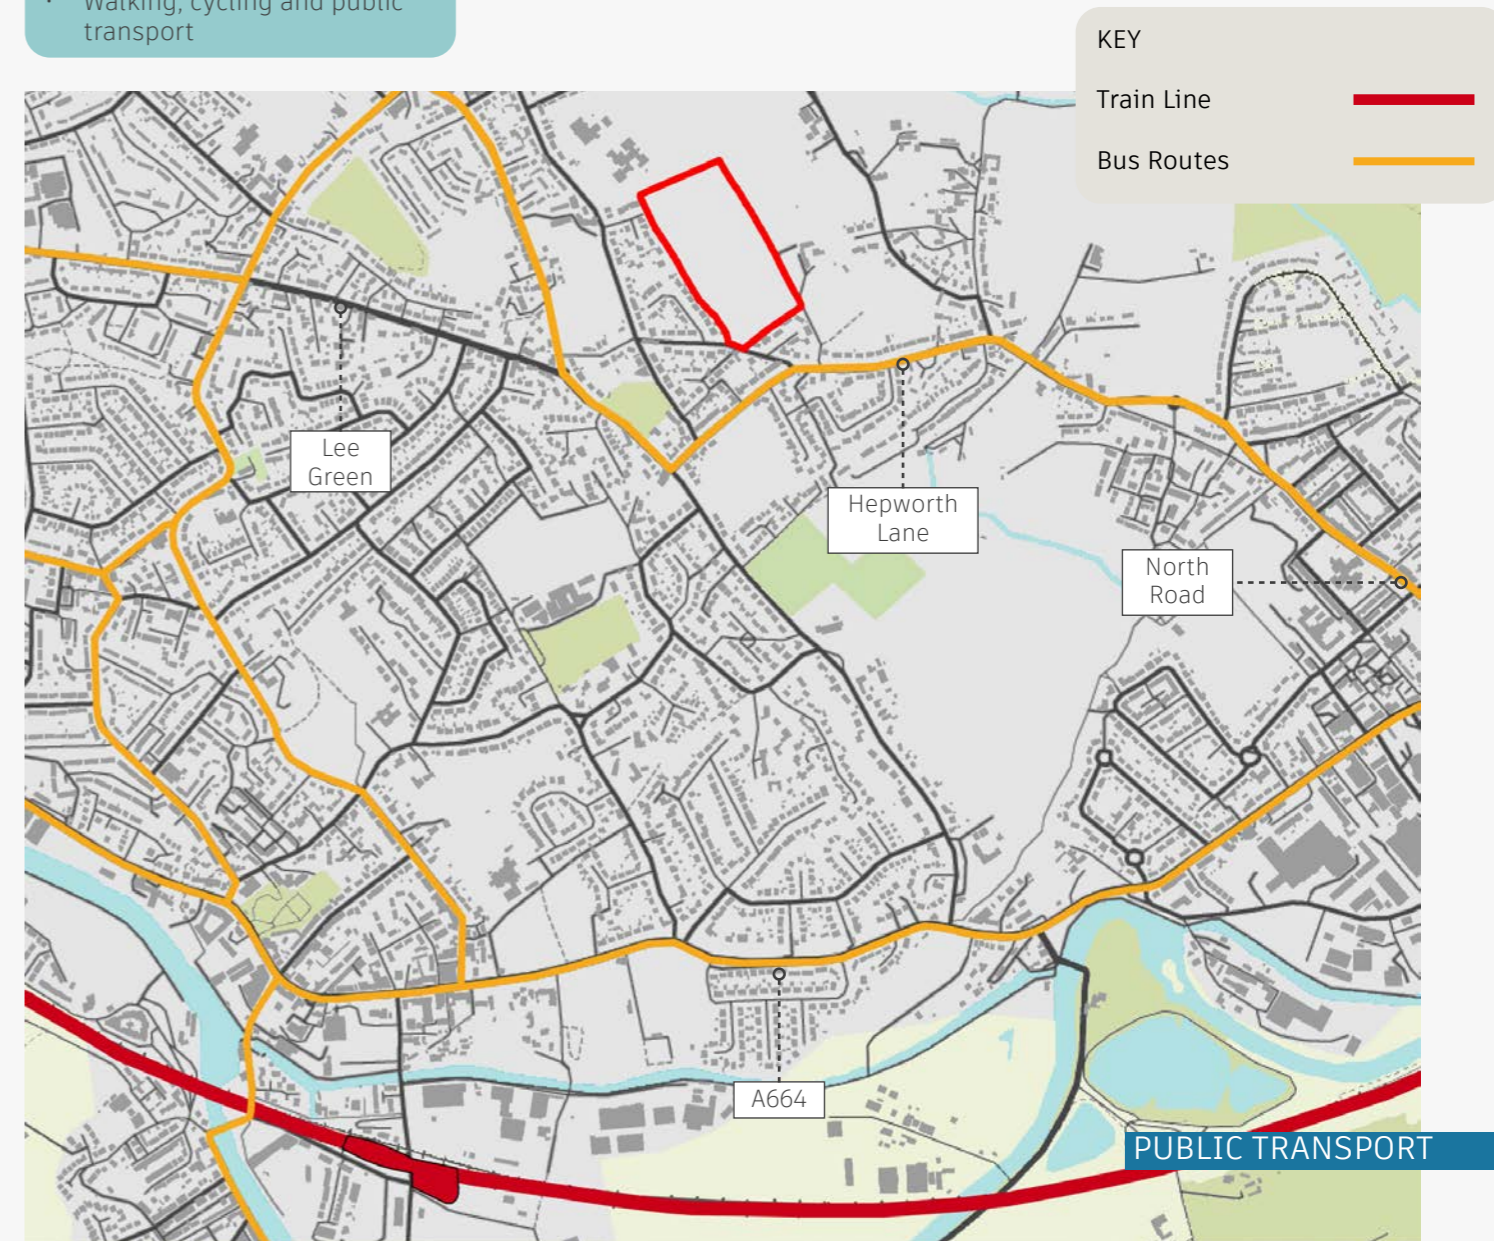 • Walking, cycling and public
transport
KEY
Train Line
Bus Routes
Lee
Green
Hepworth
Lane
North
Road
A664
PUBLIC TRANSPORT